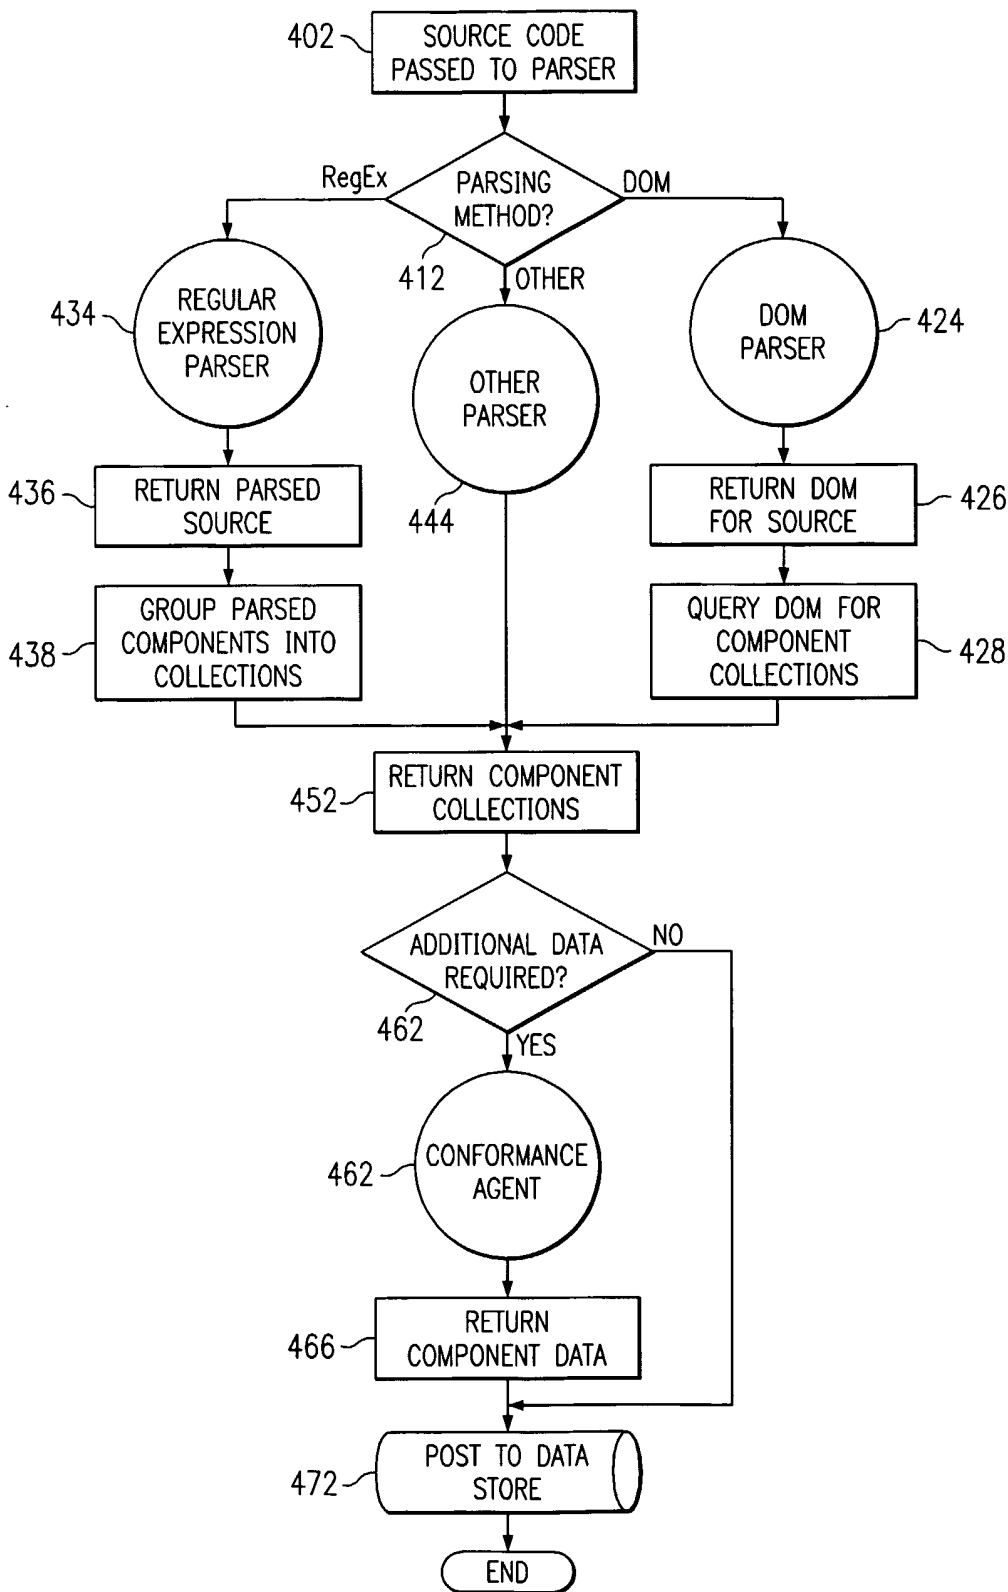 402
SOURCE CODE
PASSED TO PARSER
RegEx
PARSING
METHOD?
DOM
412
OTHER
434
REGULAR
EXPRESSION
PARSER
OTHER
PARSER
444
DOM
PARSER
424
436
RETURN PARSED
SOURCE
RETURN DOM
FOR SOURCE
426
438
GROUP PARSED
COMPONENTS INTO
COLLECTIONS
QUERY DOM FOR
COMPONENT
COLLECTIONS
428
452
RETURN COMPONENT
COLLECTIONS
ADDITIONAL DATA
REQUIRED?
NO
462
YES
462
CONFORMANCE
AGENT
466
RETURN
COMPONENT DATA
472
POST TO DATA
STORE
END